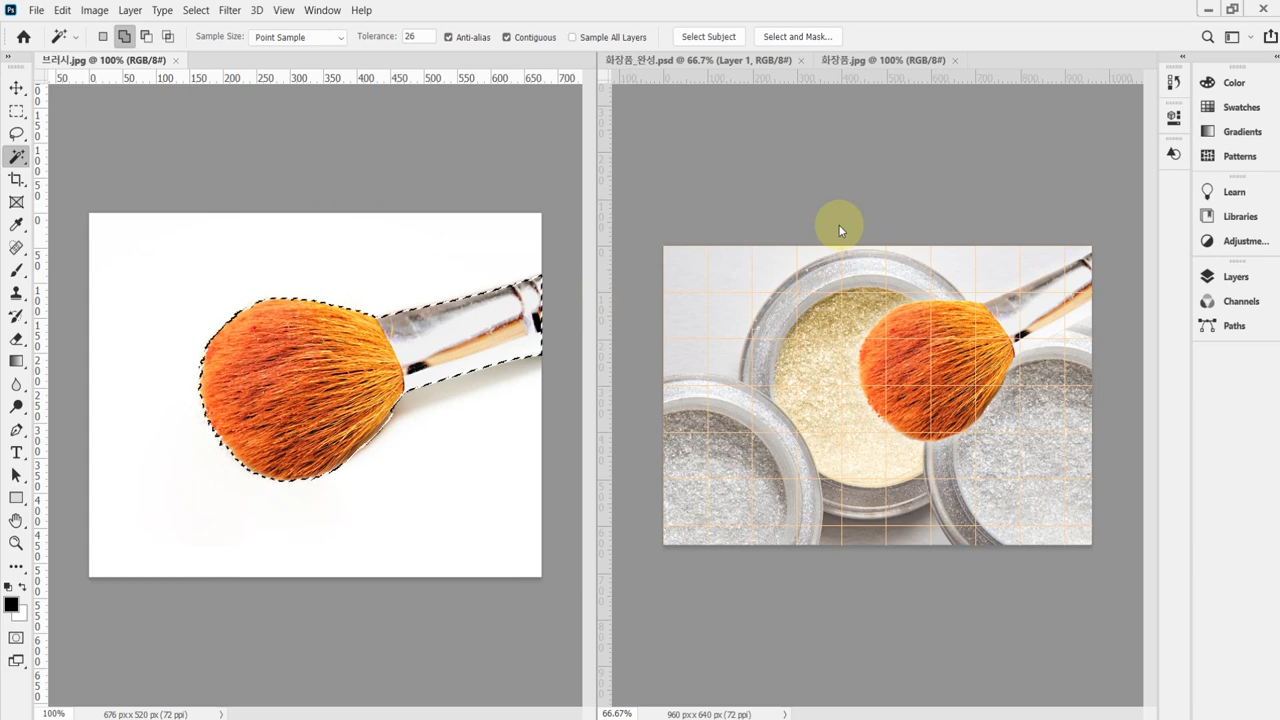 Ps File Edit Image Layer Type Select Filter 3D View Window Help
Sample Size: Point Sample Tolerance: 26 Anti-alias Contiguous Sample All Layers Select Subject Select and Mask...
브러시.jpg @ 100% (RGB/8#) ×
화장품_완성.psd @ 66.7% (Layer 1, RGB/8#) × 화장품.jpg @ 100% (RGB/8#) ×
50 0 50 100 150 200 250 300 350 400 450 500 550 600 650 700
Color
Swatches
Gradients
Patterns
Learn
Libraries
Adjustme...
Layers
Channels
Paths
100% 676 px x 520 px (72 ppi)
66.67% 960 px x 640 px (72 ppi)